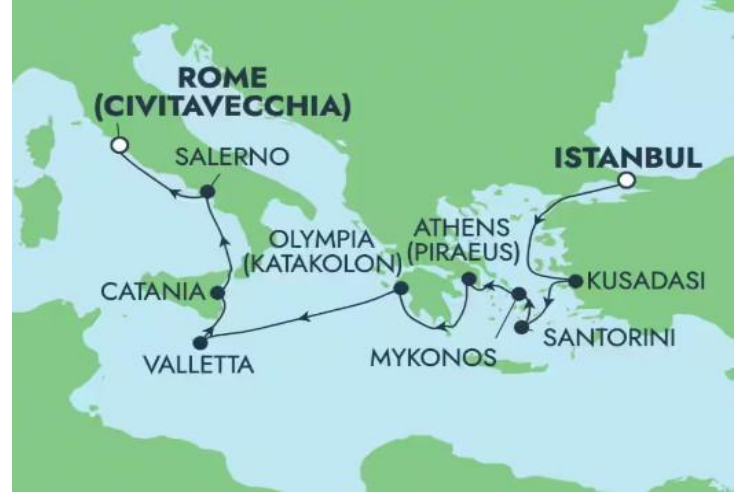 ROME
(CIVITAVECCHIA)
SALERNO
ISTANBUL
OLYMPIA
(KATAKOLON)
ATHENS
(PIRAEUS)
KUSADASI
CATANIA
SANTORINI
MYKONOS
VALLETTA